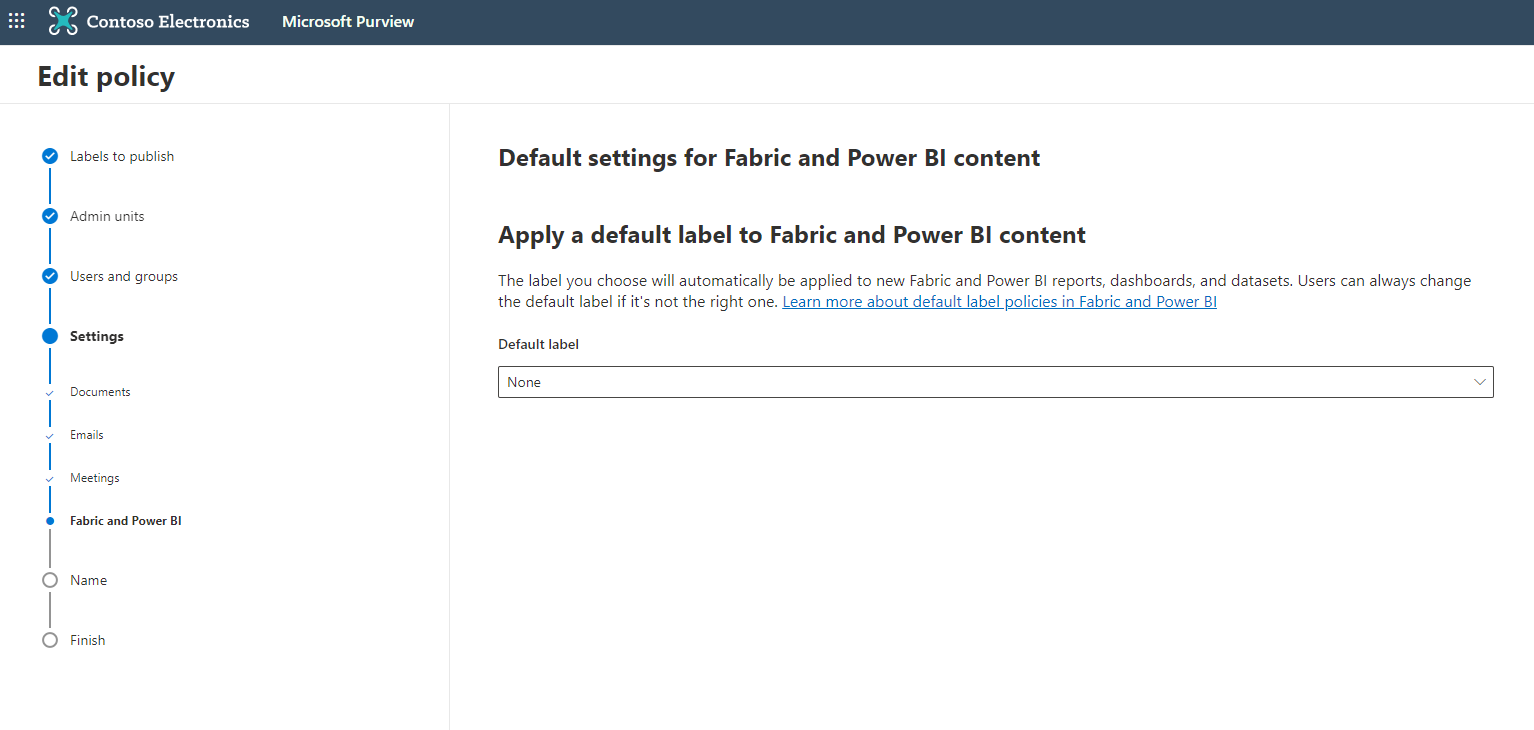 Contoso Electronics
Microsoft Purview
Edit policy
Labels to publish
Admin units
Users and groups
Settings
Documents
Emails
Meetings
Fabric and Power BI
Name
Finish
Default settings for Fabric and Power BI content
Apply a default label to Fabric and Power BI content
The label you choose will automatically be applied to new Fabric and Power BI reports, dashboards, and datasets. Users can always change
the default label if it's not the right one. Learn more about default label policies in Fabric and Power BI
Default label
None